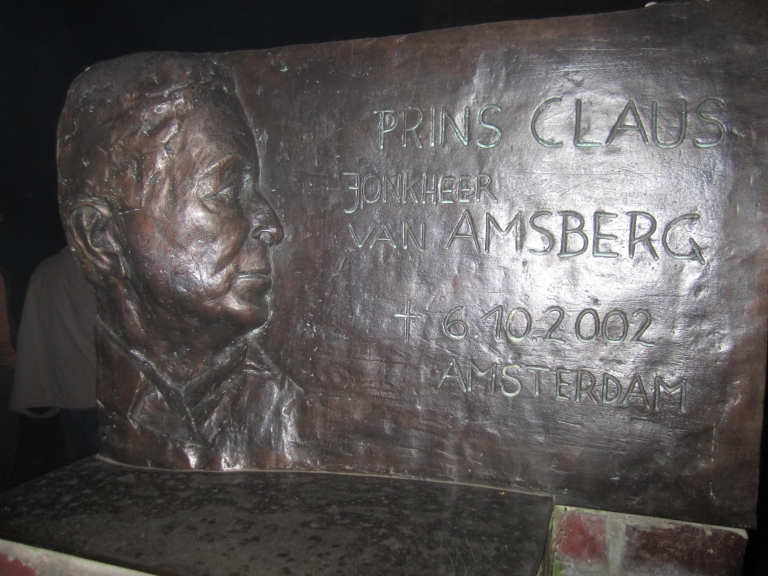 PRINS CLAUS
JONKHEER
VAN AMSBERG
† 6.10.2002
AMSTERDAM